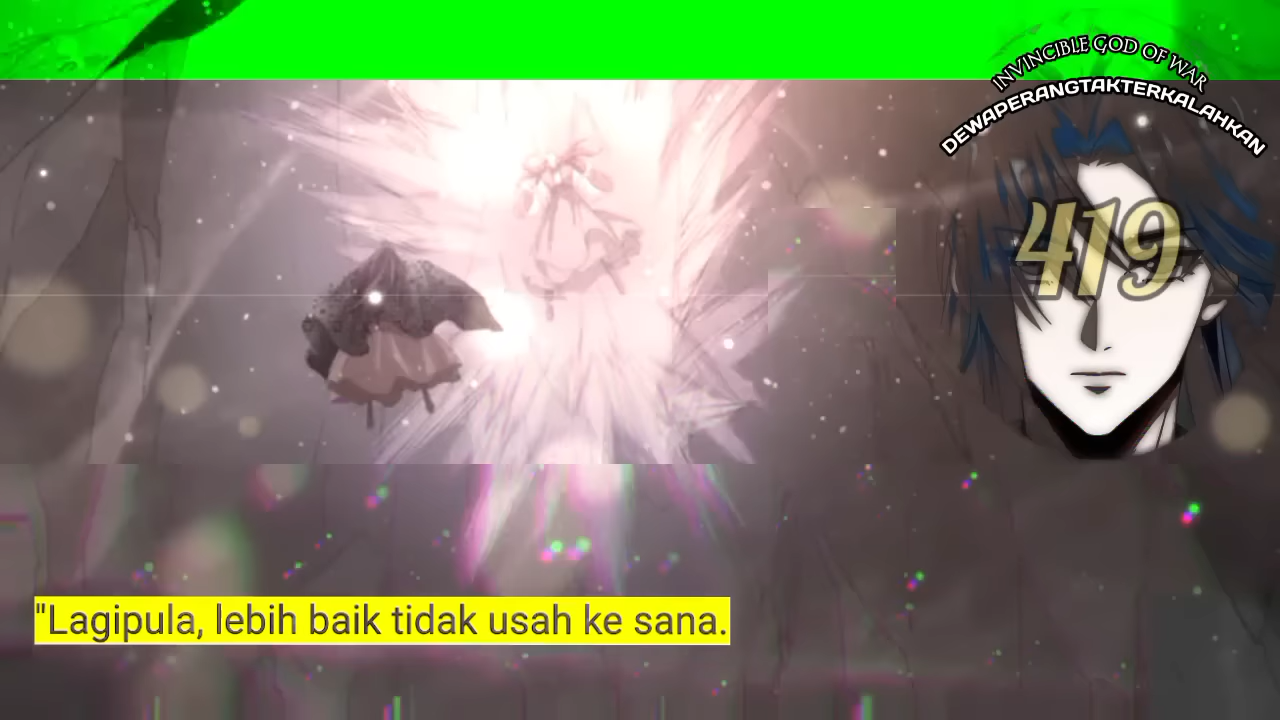 INVINCIBLE GOD OF WAR
DEWAPERANGTAKTERKALAHKAN
419
"Lagipula, lebih baik tidak usah ke sana.